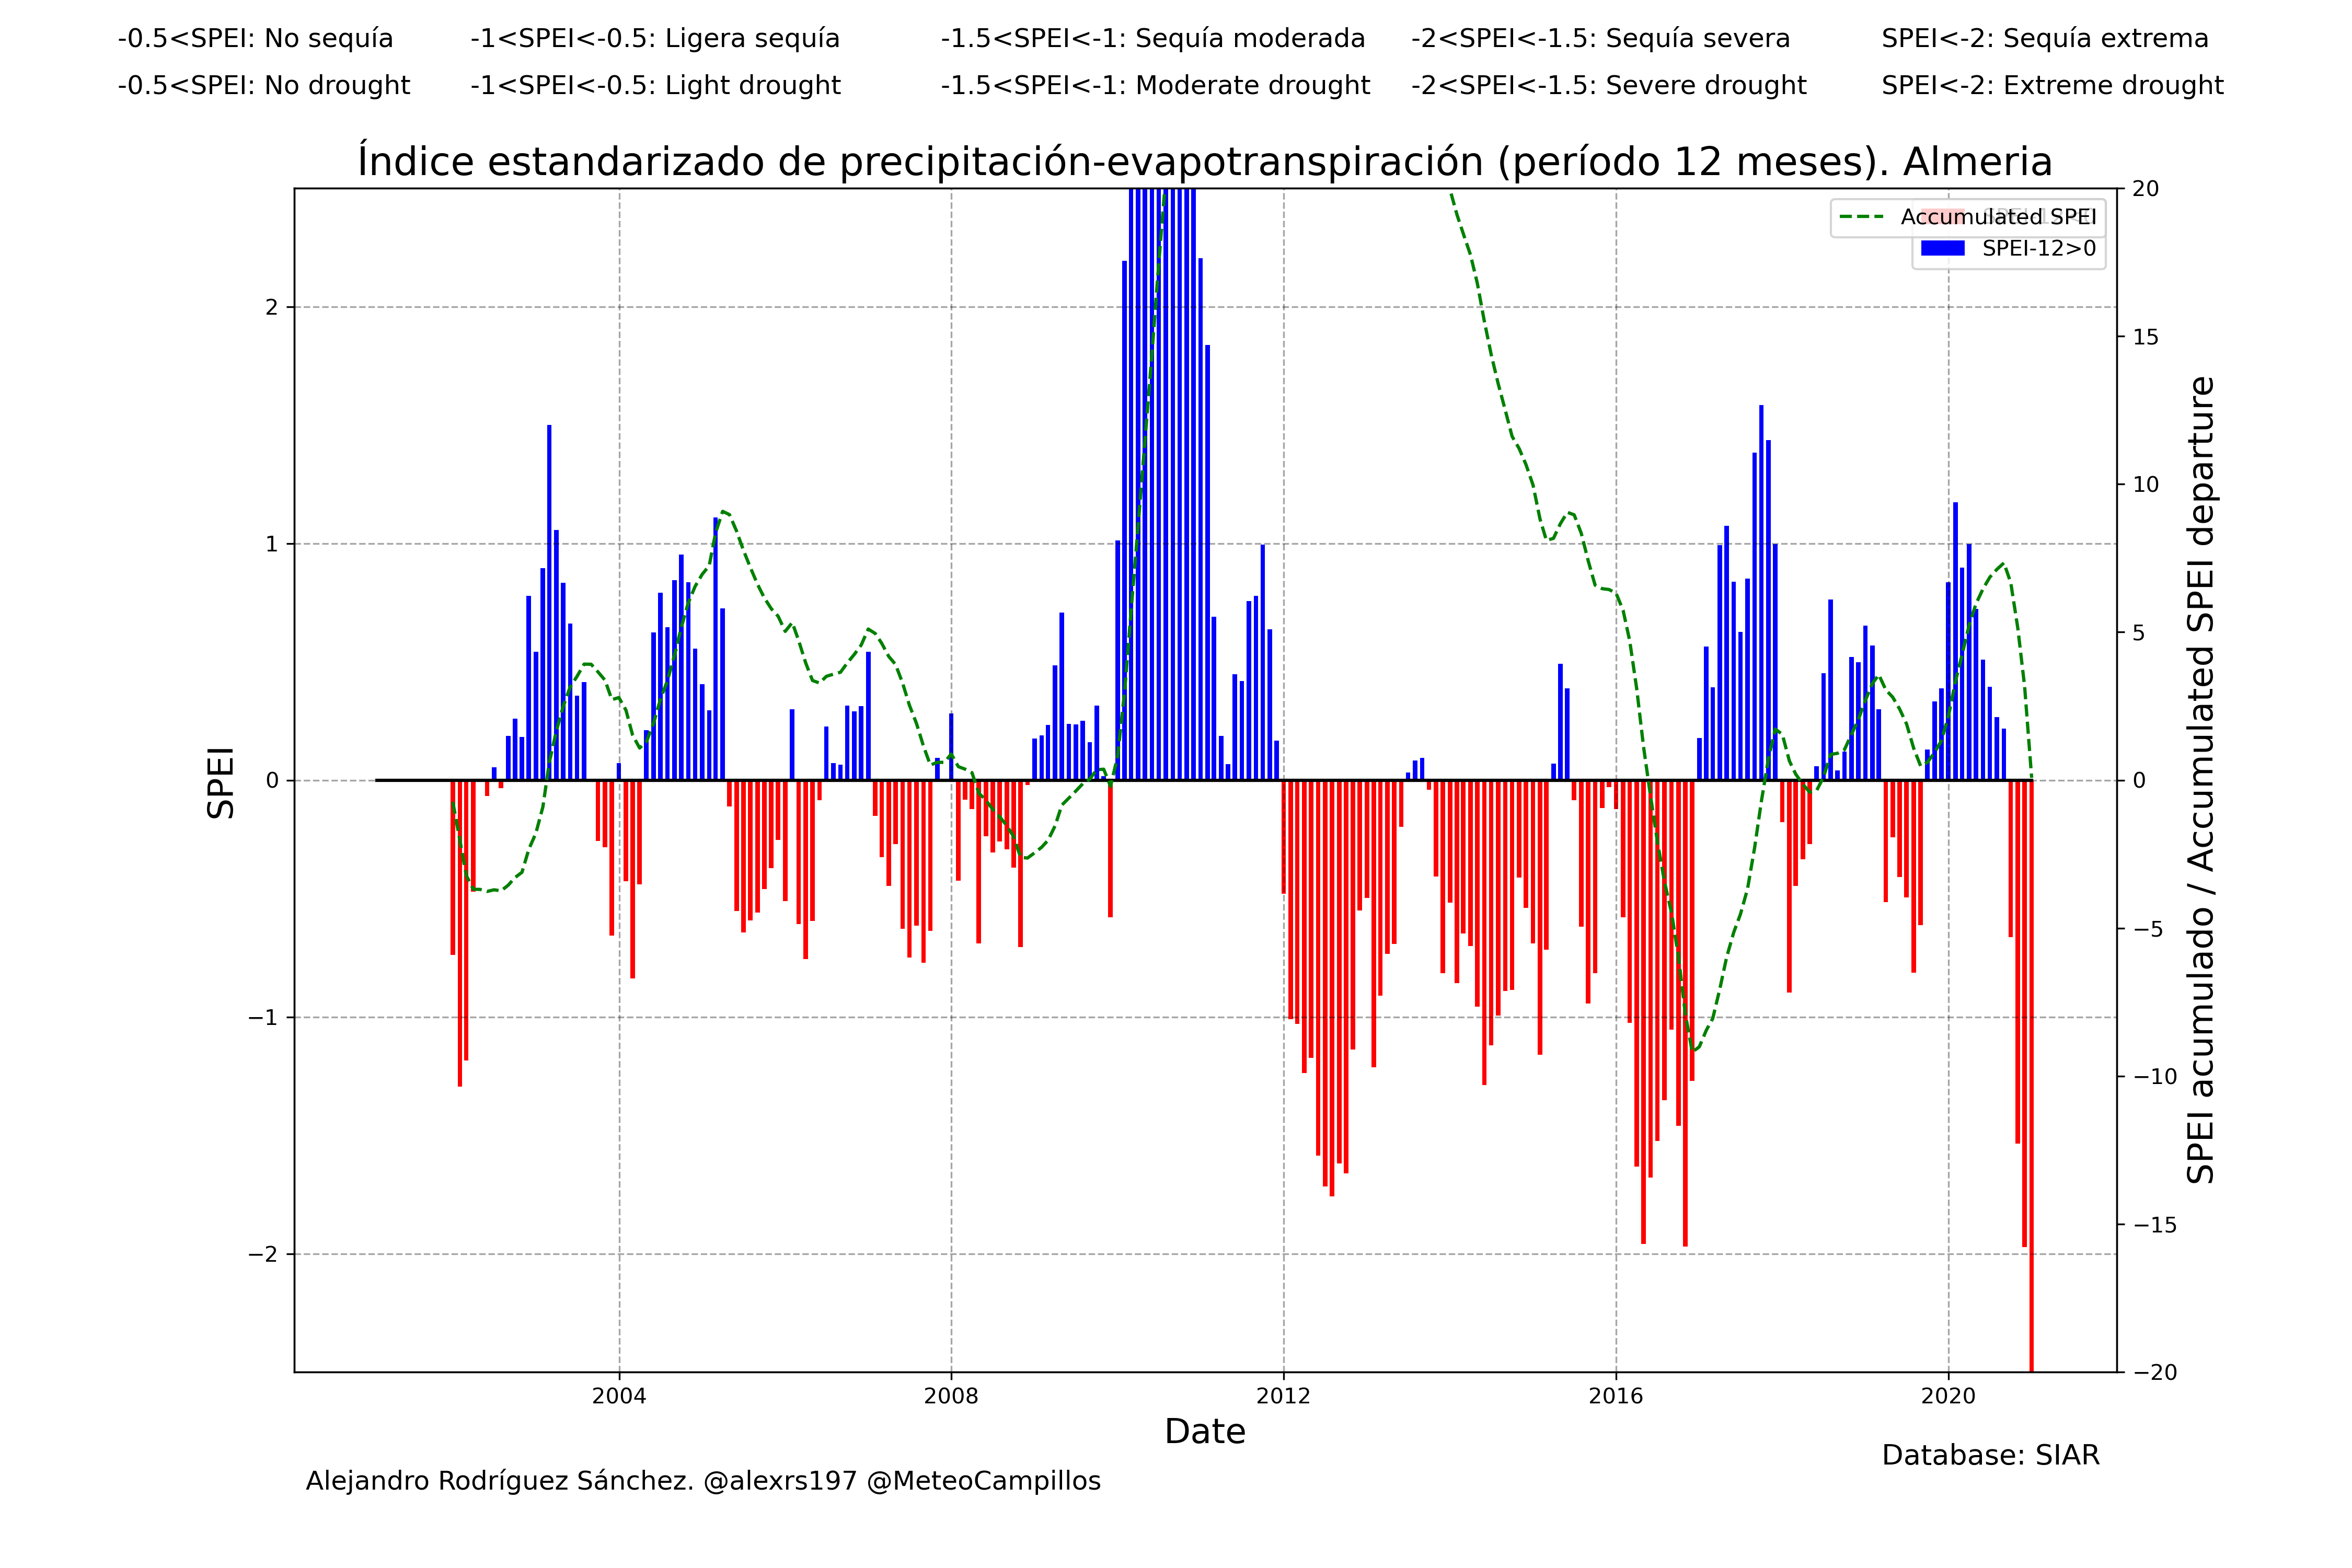 -0.5<SPEI: No sequía -1<SPEI<-0.5: Ligera sequía -1.5<SPEI<-1: Sequía moderada -2<SPEI<-1.5: Sequía severa SPEI<-2: Sequía extrema
-0.5<SPEI: No drought -1<SPEI<-0.5: Light drought -1.5<SPEI<-1: Moderate drought -2<SPEI<-1.5: Severe drought SPEI<-2: Extreme drought
Índice estandarizado de precipitación-evapotranspiración (período 12 meses). Almeria
Accumulated SPEI
SPEI-12>0
SPEI
2
1
0
−1
−2
20
15
10
5
0
−5
−10
−15
−20
SPEI acumulado / Accumulated SPEI departure
2004 2008 2012 2016 2020
Date
Database: SIAR
Alejandro Rodríguez Sánchez. @alexrs197 @MeteoCampillos